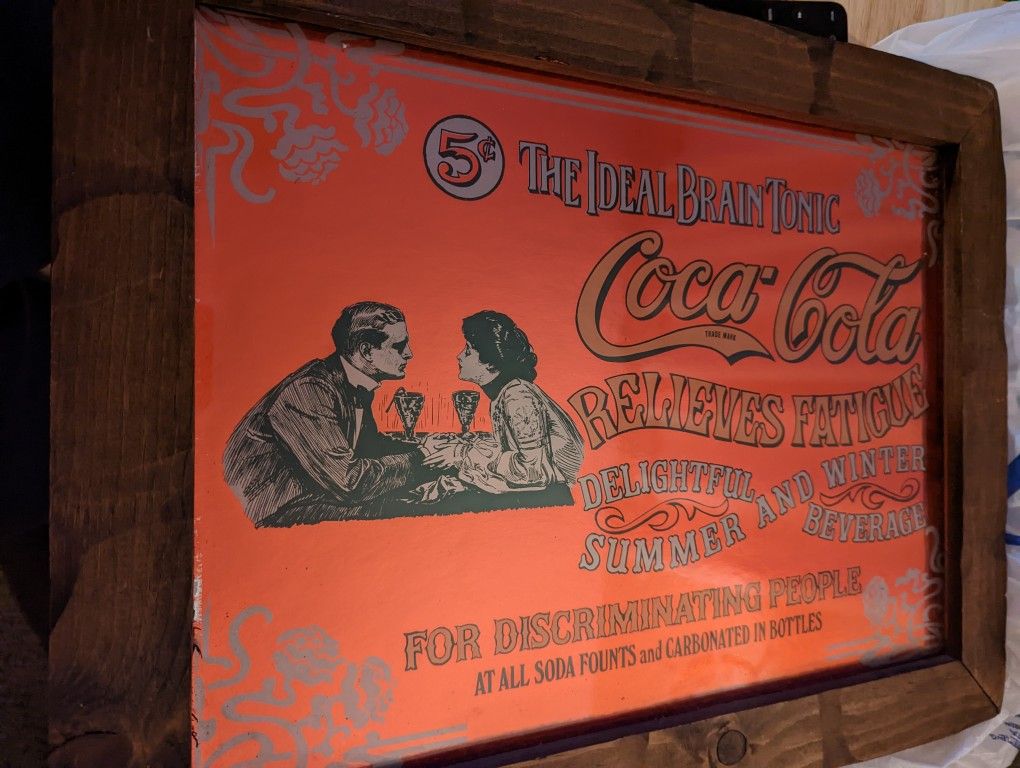 5¢ THE IDEAL BRAIN TONIC
Coca-Cola
TRADE MARK
RELIEVES FATIGUE
DELIGHTFUL
SUMMER AND WINTER
BEVERAGE
FOR DISCRIMINATING PEOPLE
AT ALL SODA FOUNTS and CARBONATED IN BOTTLES